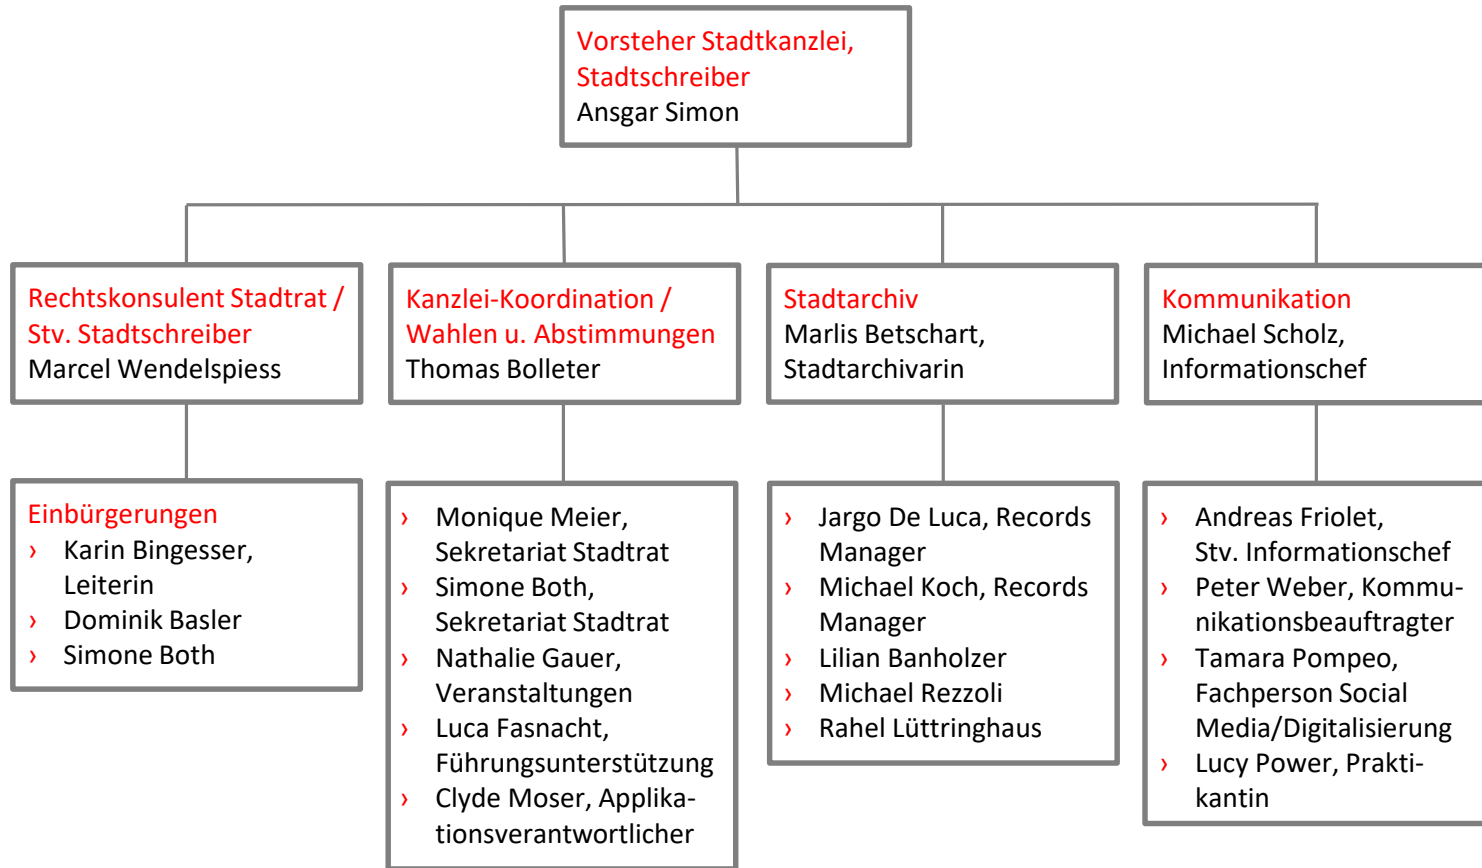 Vorsteher Stadtkanzlei,
Stadtschreiber
Ansgar Simon
Rechtskonsulent Stadtrat /
Stv. Stadtschreiber
Marcel Wendelspiess
Kanzlei-Koordination /
Wahlen u. Abstimmungen
Thomas Bolleter
Stadtarchiv
Marlis Betschart,
Stadtarchivarin
Kommunikation
Michael Scholz,
Informationschef
Einbürgerungen
› Karin Bingesser,
Leiterin
› Dominik Basler
› Simone Both
› Monique Meier,
Sekretariat Stadtrat
› Simone Both,
Sekretariat Stadtrat
› Nathalie Gauer,
Veranstaltungen
› Luca Fasnacht,
Führungsunterstützung
› Clyde Moser, Applika-
tionsverantwortlicher
› Jargo De Luca, Records
Manager
› Michael Koch, Records
Manager
› Lilian Banholzer
› Michael Rezzoli
› Rahel Lüttringhaus
› Andreas Friolet,
Stv. Informationschef
› Peter Weber, Kommu-
nikationsbeauftragter
› Tamara Pompeo,
Fachperson Social
Media/Digitalisierung
› Lucy Power, Prakti-
kantin